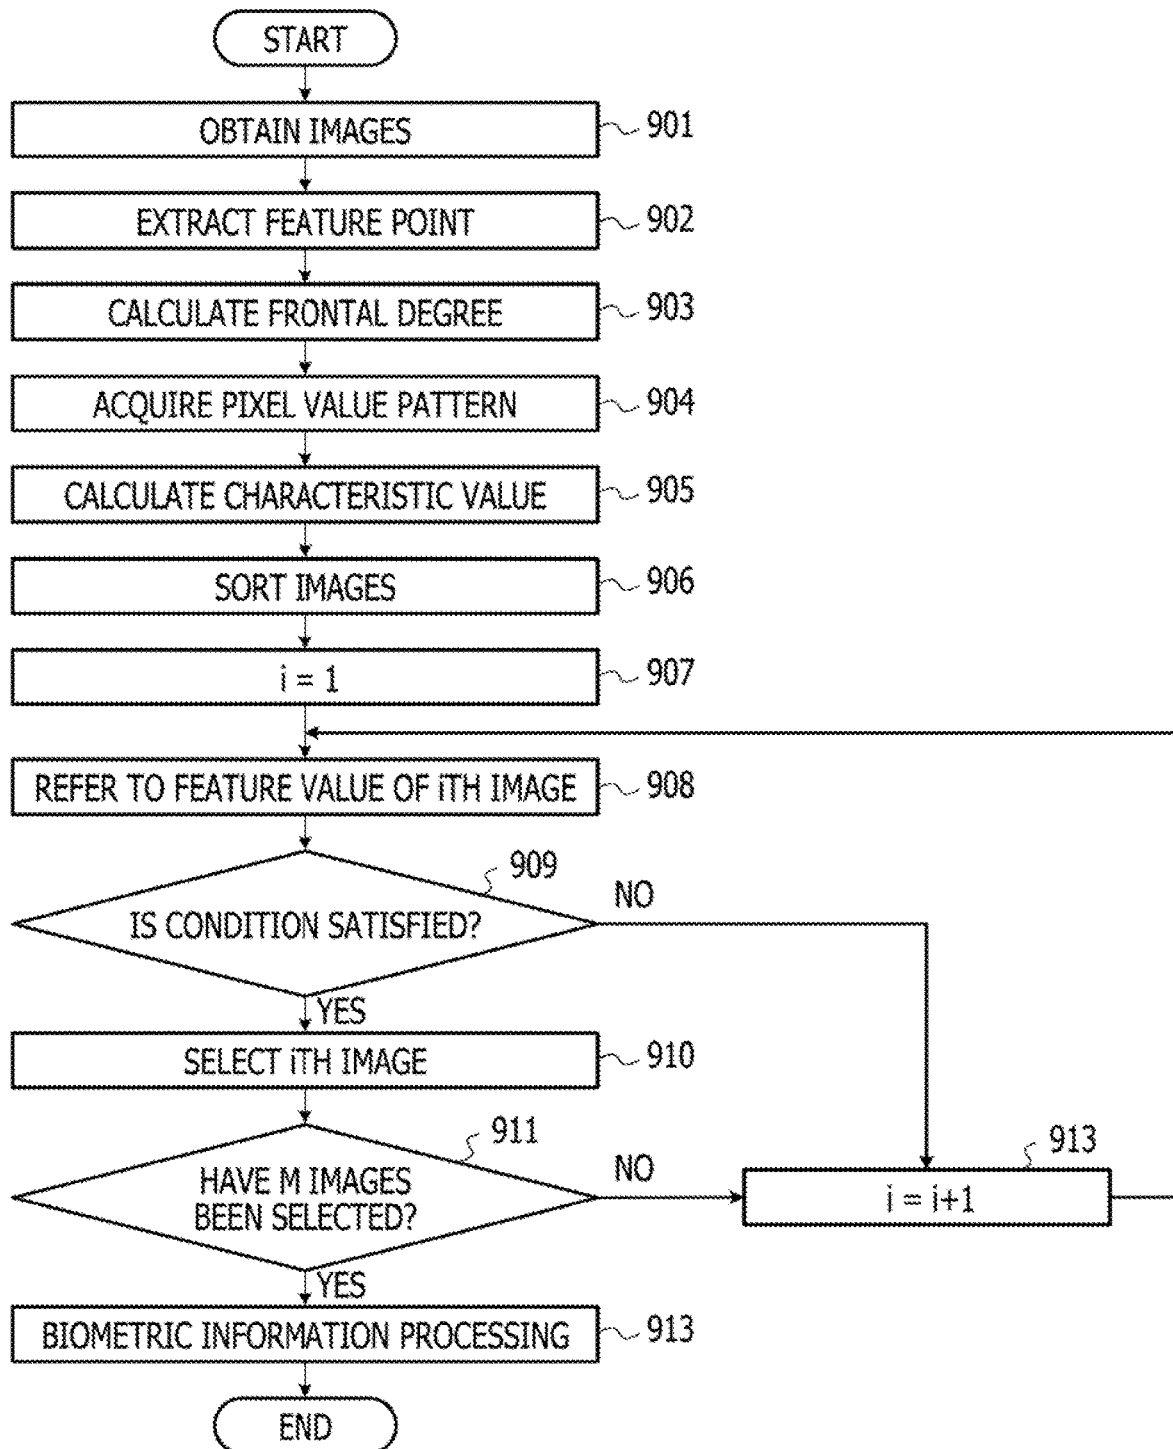 START
OBTAIN IMAGES
901
EXTRACT FEATURE POINT
902
CALCULATE FRONTAL DEGREE
903
ACQUIRE PIXEL VALUE PATTERN
904
CALCULATE CHARACTERISTIC VALUE
905
SORT IMAGES
906
i = 1
907
REFER TO FEATURE VALUE OF iTH IMAGE
908
909
IS CONDITION SATISFIED?
NO
YES
SELECT iTH IMAGE
910
911
HAVE M IMAGES
BEEN SELECTED?
NO
913
i = i+1
YES
BIOMETRIC INFORMATION PROCESSING
913
END